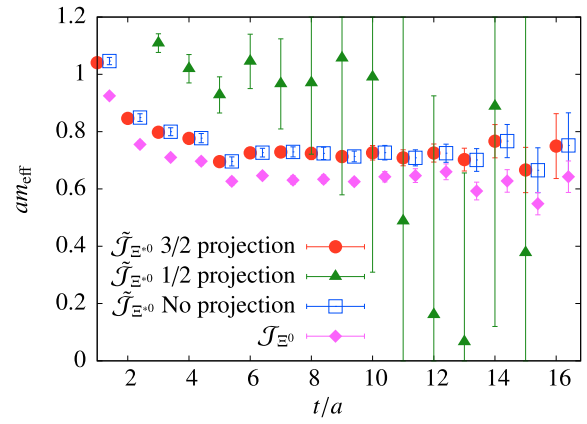 1.2
1
0.8
0.6
0.4
0.2
0
am_eff
𝒥̃_Ξ*0 3/2 projection
𝒥̃_Ξ*0 1/2 projection
𝒥̃_Ξ*0 No projection
𝒥_Ξ0
2 4 6 8 10 12 14 16
t/a